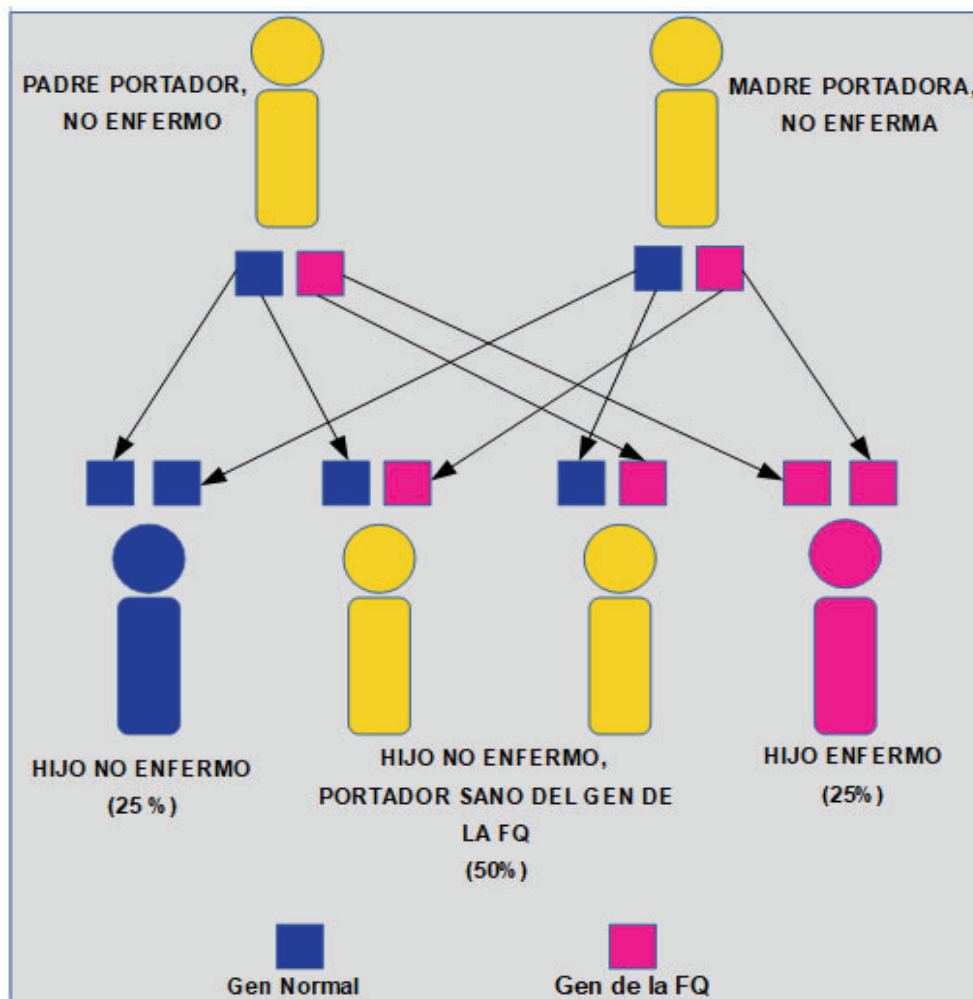 PADRE PORTADOR,
NO ENFERMO
MADRE PORTADORA,
NO ENFERMA
HIJO NO ENFERMO
(25 %)
HIJO NO ENFERMO,
PORTADOR SANO DEL GEN DE
LA FQ
(50%)
HIJO ENFERMO
(25%)
Gen Normal
Gen de la FQ